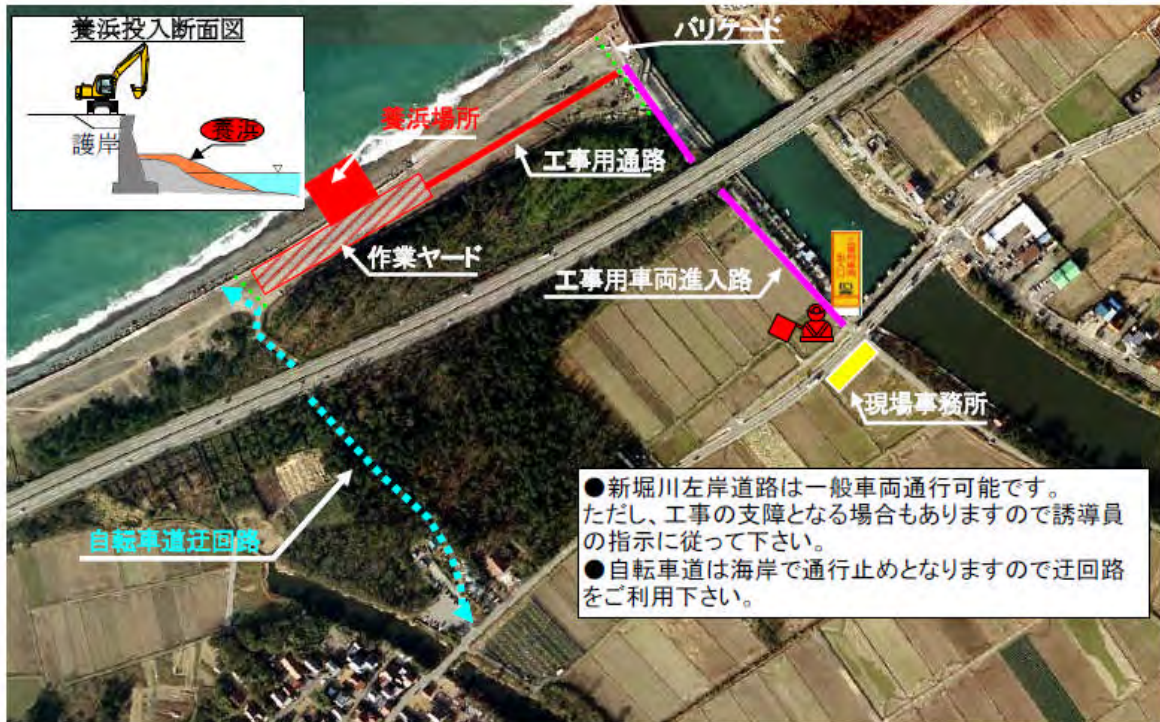 養浜投入断面図
護岸
養浜
バリケード
養浜場所
工事用通路
作業ヤード
工事用車両進入路
現場事務所
自転車道迂回路
●新堀川左岸道路は一般車両通行可能です。
ただし、工事の支障となる場合もありますので誘導員
の指示に従って下さい。
●自転車道は海岸で通行止めとなりますので迂回路
をご利用下さい。